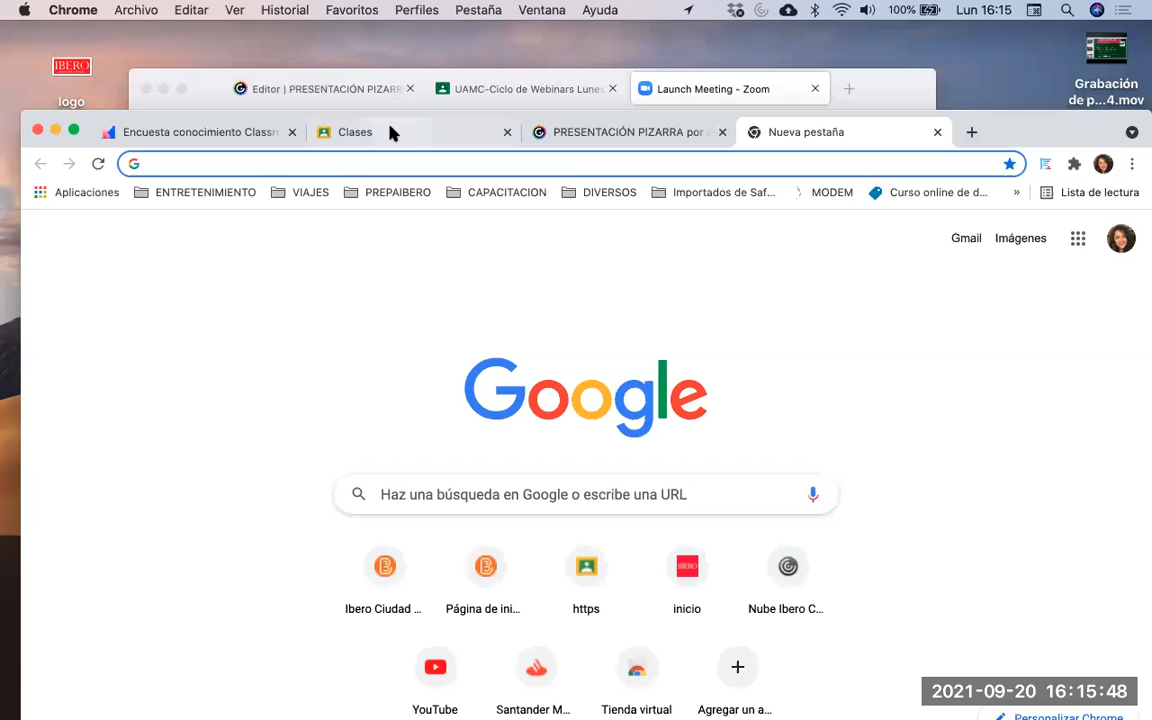 Chrome Archivo Editar Ver Historial Favoritos Perfiles Pestaña Ventana Ayuda 100% Lun 16:15
IBERO
logo
Grabación
de p...4.mov
Editor | PRESENTACIÓN PIZARR
UAMC-Ciclo de Webinars Lune
Launch Meeting - Zoom
Encuesta conocimiento Classr
Clases
PRESENTACIÓN PIZARRA por
Nueva pestaña
Aplicaciones ENTRETENIMIENTO VIAJES PREPAIBERO CAPACITACION DIVERSOS Importados de Saf... MODEM Curso online de d... » Lista de lectura
Gmail Imágenes
Google
Haz una búsqueda en Google o escribe una URL
Ibero Ciudad ... Página de ini... https inicio Nube Ibero C...
YouTube Santander M... Tienda virtual Agregar un a...
2021-09-20 16:15:48
Personalizar Chrome